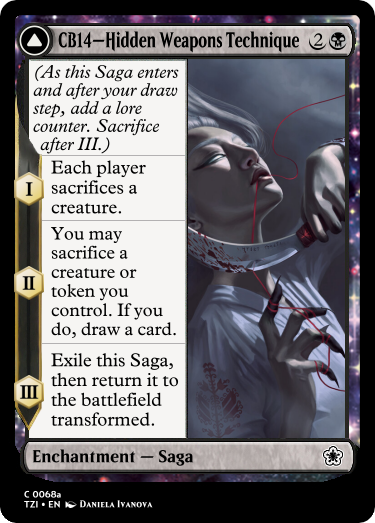 CB14—Hidden Weapons Technique 2
(As this Saga enters
and after your draw
step, add a lore
counter. Sacrifice
after III.)
I
Each player
sacrifices a
creature.
II
You may
sacrifice a
creature or
token you
control. If you
do, draw a card.
III
Exile this Saga,
then return it to
the battlefield
transformed.
Enchantment — Saga
C 0068a
TZI • EN Daniela Ivanova